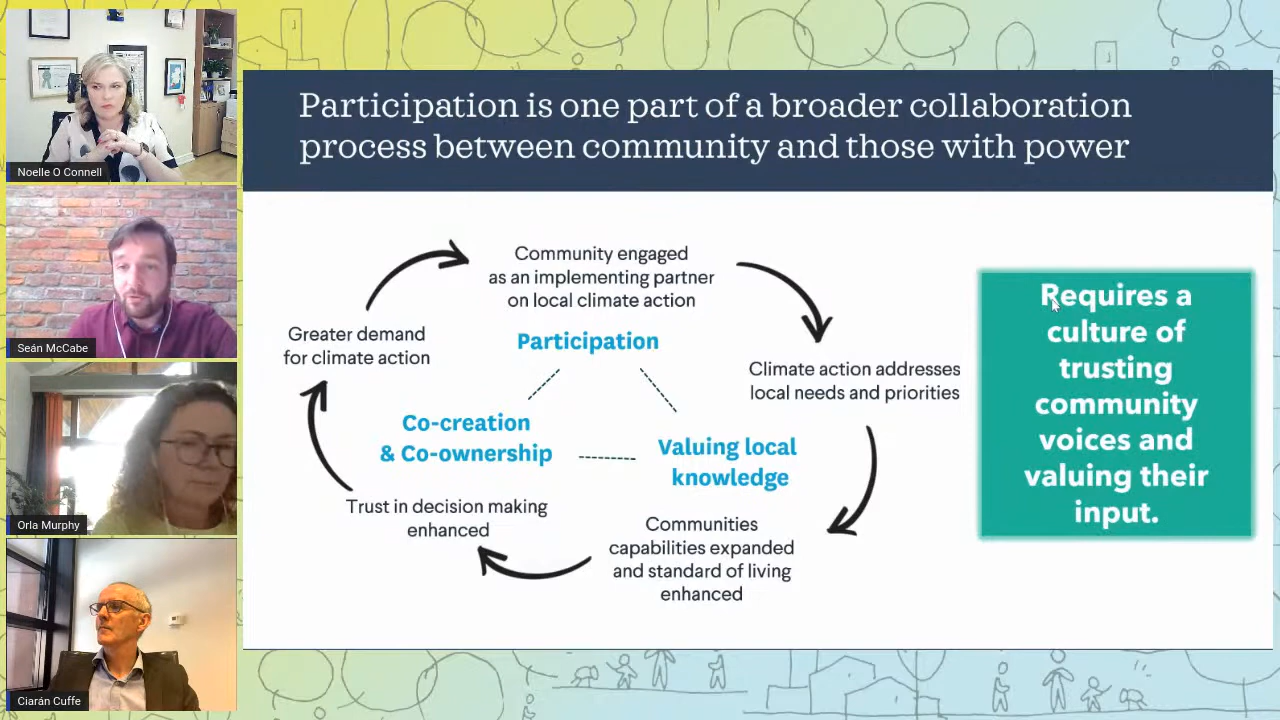 Noelle O Connell
Seán McCabe
Orla Murphy
Ciarán Cuffe
Participation is one part of a broader collaboration
process between community and those with power
Community engaged
as an implementing partner
on local climate action
Participation
Greater demand
for climate action
Climate action addresses
local needs and priorities
Co-creation
& Co-ownership
Valuing local
knowledge
Trust in decision making
enhanced
Communities
capabilities expanded
and standard of living
enhanced
Requires a
culture of
trusting
community
voices and
valuing their
input.